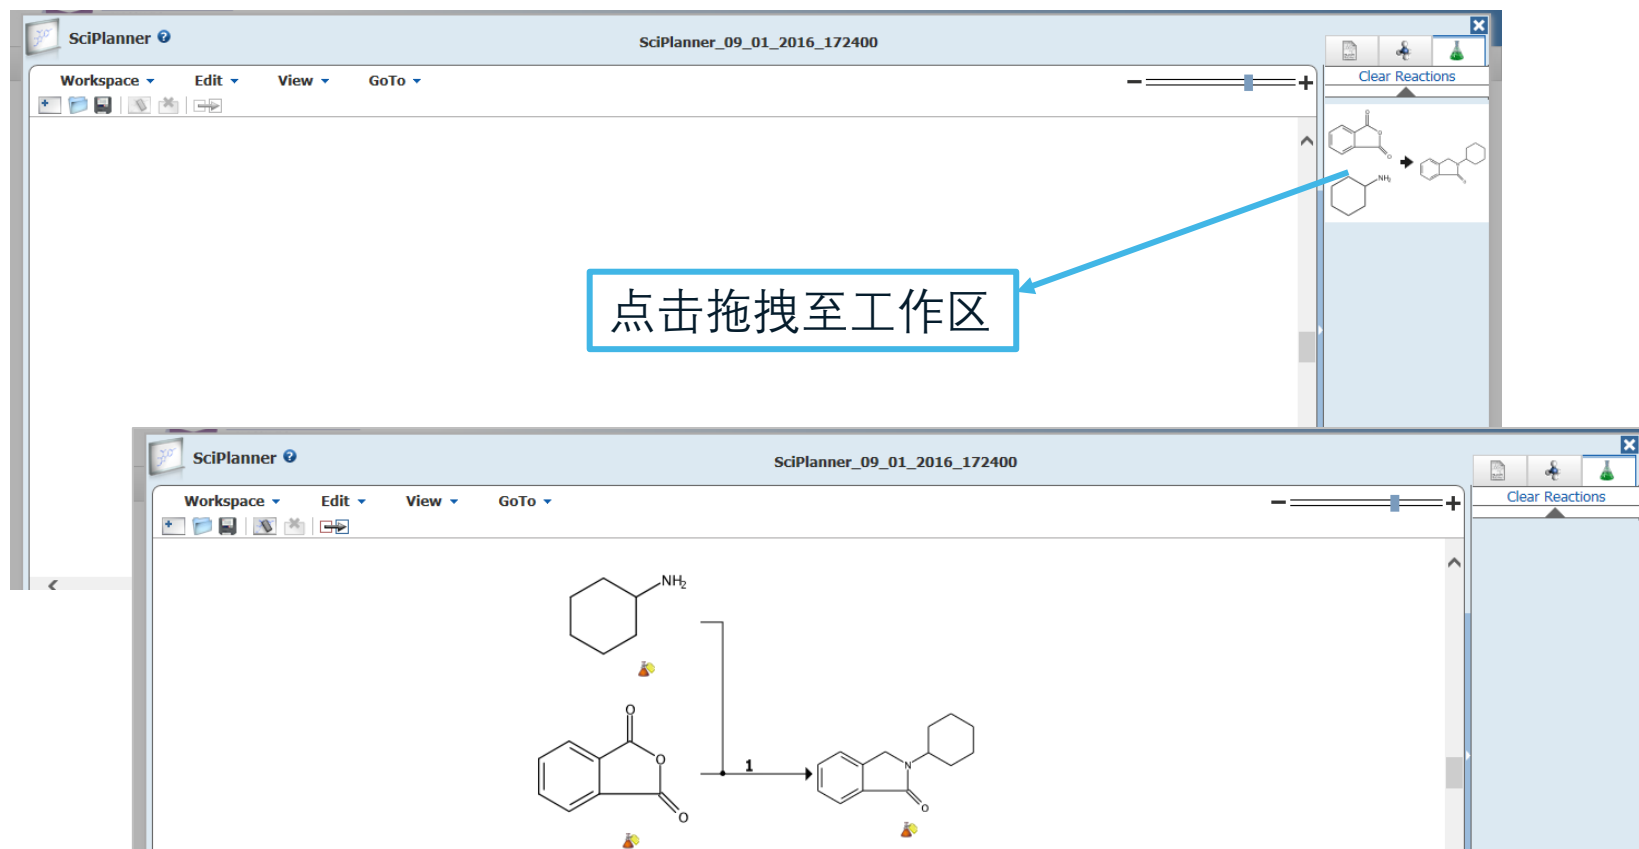 SciPlanner
SciPlanner_09_01_2016_172400
Workspace Edit View GoTo
Clear Reactions
O
O
O
NH₂
点击拖拽至工作区
SciPlanner
SciPlanner_09_01_2016_172400
Workspace Edit View GoTo
Clear Reactions
NH₂
O
O
1
N
O
O